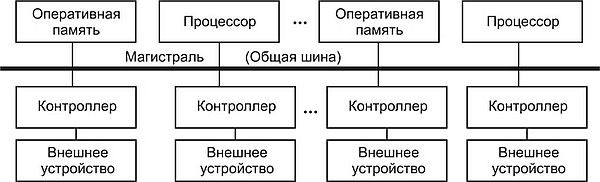 Оперативная
память
Процессор
...
Оперативная
память
Процессор
Магистраль (Общая шина)
Контроллер
Контроллер
...
Контроллер
Контроллер
Внешнее
устройство
Внешнее
устройство
Внешнее
устройство
Внешнее
устройство